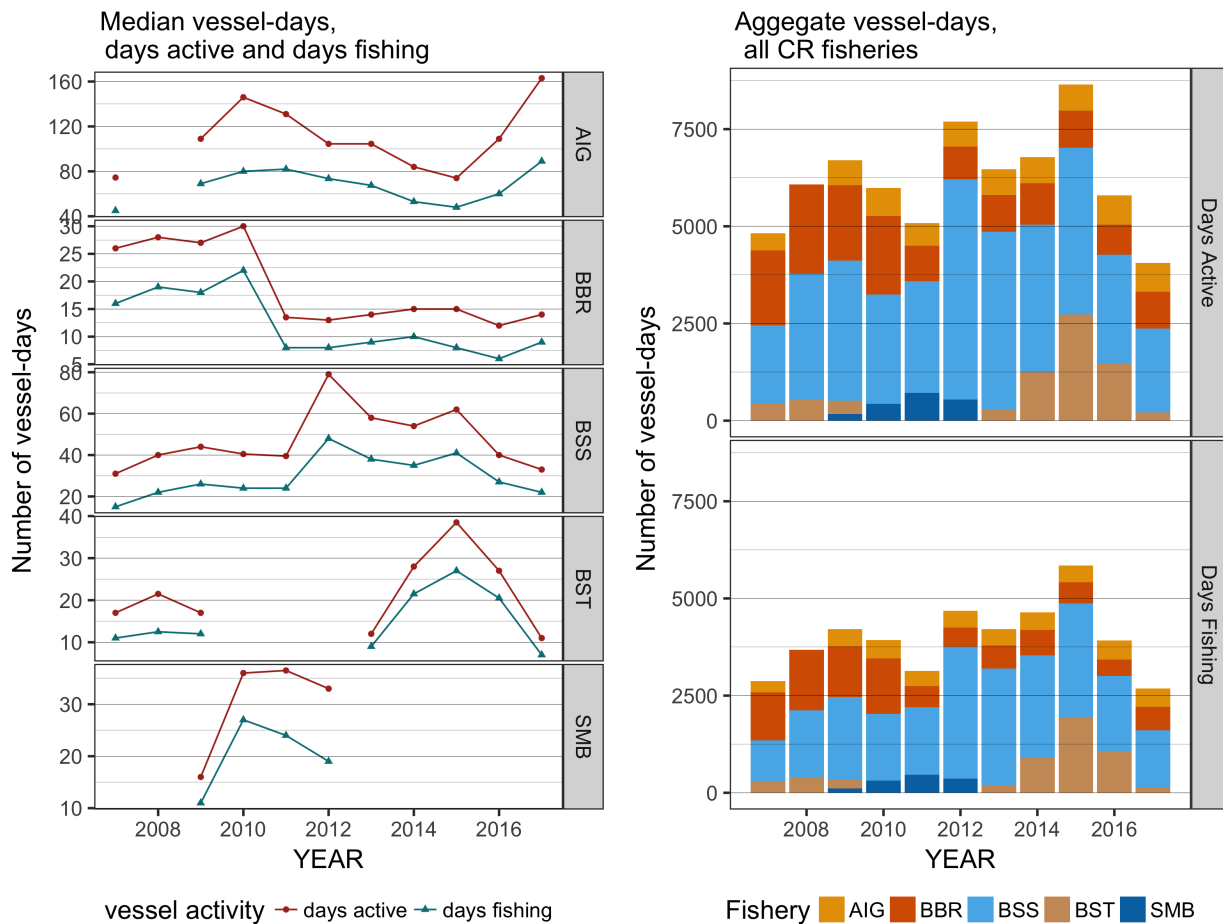 Median vessel-days,
days active and days fishing
Number of vessel-days
160
120
80
40
AIG
30
25
20
15
10
5
BBR
80
60
40
20
BSS
40
30
20
10
BST
30
20
10
SMB
2008 2010 2012 2014 2016
YEAR
vessel activity days active days fishing
Aggegate vessel-days,
all CR fisheries
Number of vessel-days
7500
5000
2500
0
Days Active
7500
5000
2500
0
Days Fishing
2008 2010 2012 2014 2016
YEAR
Fishery AIG BBR BSS BST SMB